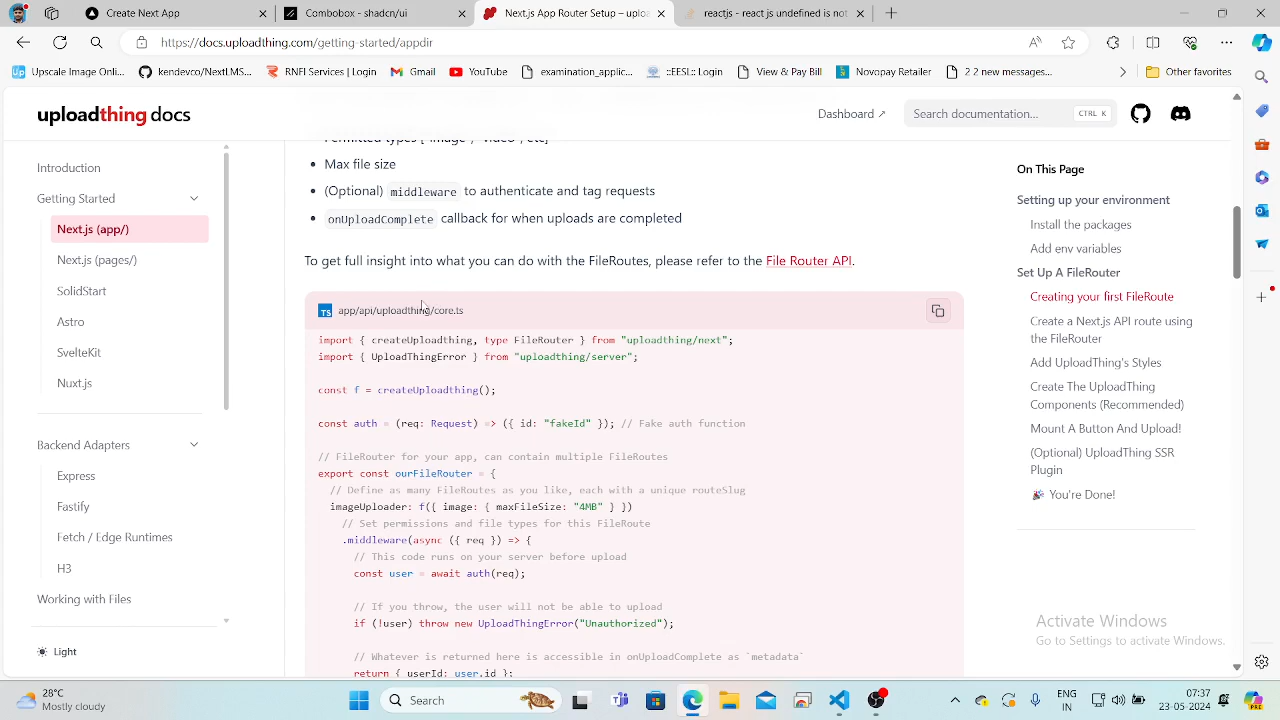 Create a New App
Combobox - shadcn/ui
Next.js App Router Setup – uplo
reactjs - react undefined is not
https://docs.uploadthing.com/getting-started/appdir
Upscale Image 20...
kendobaro/NextJ,MS...
RNFI Services | Login
Gmail
YouTube
examination_applic...
::EESL:: Login
View & Pay Bill
Novopay Retailer
2 2 new messages...
Other favorites
uploadthing docs
Dashboard ↗
Search documentation...
CTRL K
Introduction
Getting Started
Next.js (app/)
Next.js (pages/)
SolidStart
Astro
SvelteKit
Nuxt.js
Backend Adapters
Express
Fastify
Fetch / Edge Runtimes
H3
Working with Files
Light
Permitted types ["image", "video", etc]
• Max file size
• (Optional) middleware to authenticate and tag requests
• onUploadComplete callback for when uploads are completed
To get full insight into what you can do with the FileRoutes, please refer to the File Router API.
TS app/api/uploadthing/core.ts
import { createUploadthing, type FileRouter } from "uploadthing/next";
import { UploadThingError } from "uploadthing/server";
const f = createUploadthing();
const auth = (req: Request) => ({ id: "fakeId" }); // Fake auth function
// FileRouter for your app, can contain multiple FileRoutes
export const ourFileRouter = {
// Define as many FileRoutes as you like, each with a unique routeSlug
imageUploader: f({ image: { maxFileSize: "4MB" } })
// Set permissions and file types for this FileRoute
.middleware(async ({ req }) => {
// This code runs on your server before upload
const user = await auth(req);
// If you throw, the user will not be able to upload
if (!user) throw new UploadThingError("Unauthorized");
// Whatever is returned here is accessible in onUploadComplete as `metadata`
return { userId: user.id };
On This Page
Setting up your environment
Install the packages
Add env variables
Set Up A FileRouter
Creating your first FileRoute
Create a Next.js API route using
the FileRouter
Add UploadThing's Styles
Create The UploadThing
Components (Recommended)
Mount A Button And Upload!
(Optional) UploadThing SSR
Plugin
🎉 You're Done!
Activate Windows
Go to Settings to activate Windows.
28°C
Mostly cloudy
Search
ENG
IN
07:37
23-05-2024